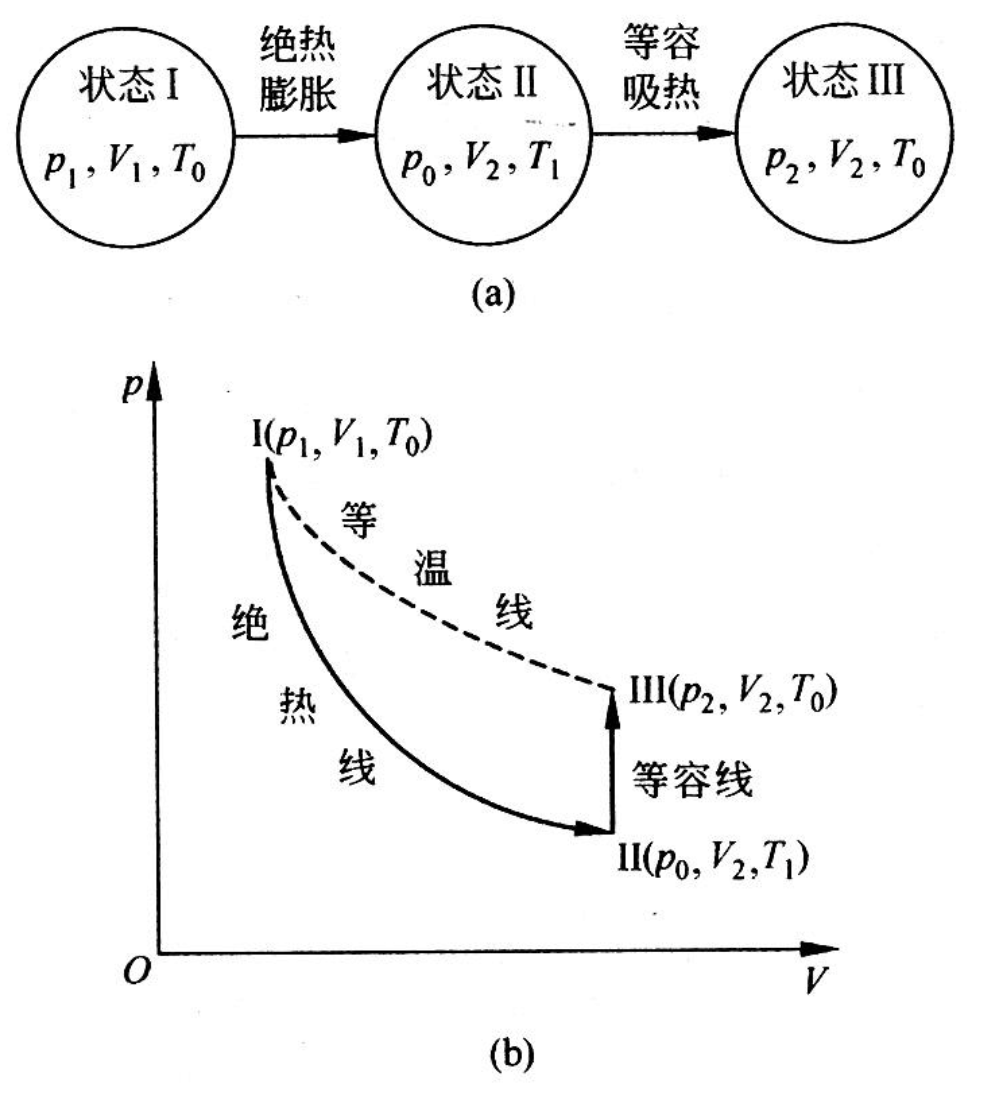 状态 I
p₁, V₁, T₀
绝热
膨胀
状态 II
p₀, V₂, T₁
等容
吸热
状态 III
p₂, V₂, T₀
(a)
p
I(p₁, V₁, T₀)
等温线
绝热线
III(p₂, V₂, T₀)
等容线
II(p₀, V₂, T₁)
O
V
(b)